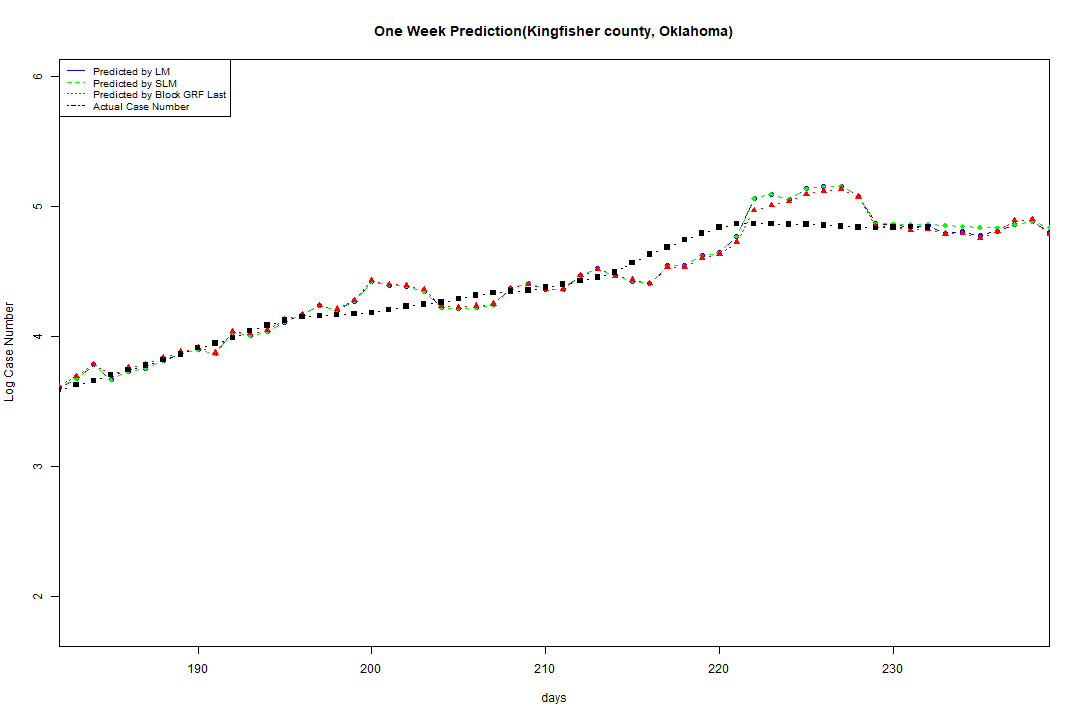 One Week Prediction(Kingfisher county, Oklahoma)
Predicted by LM
Predicted by SLM
Predicted by Block GRF Last
Actual Case Number
6
5
4
3
2
Log Case Number
190 200 210 220 230
days